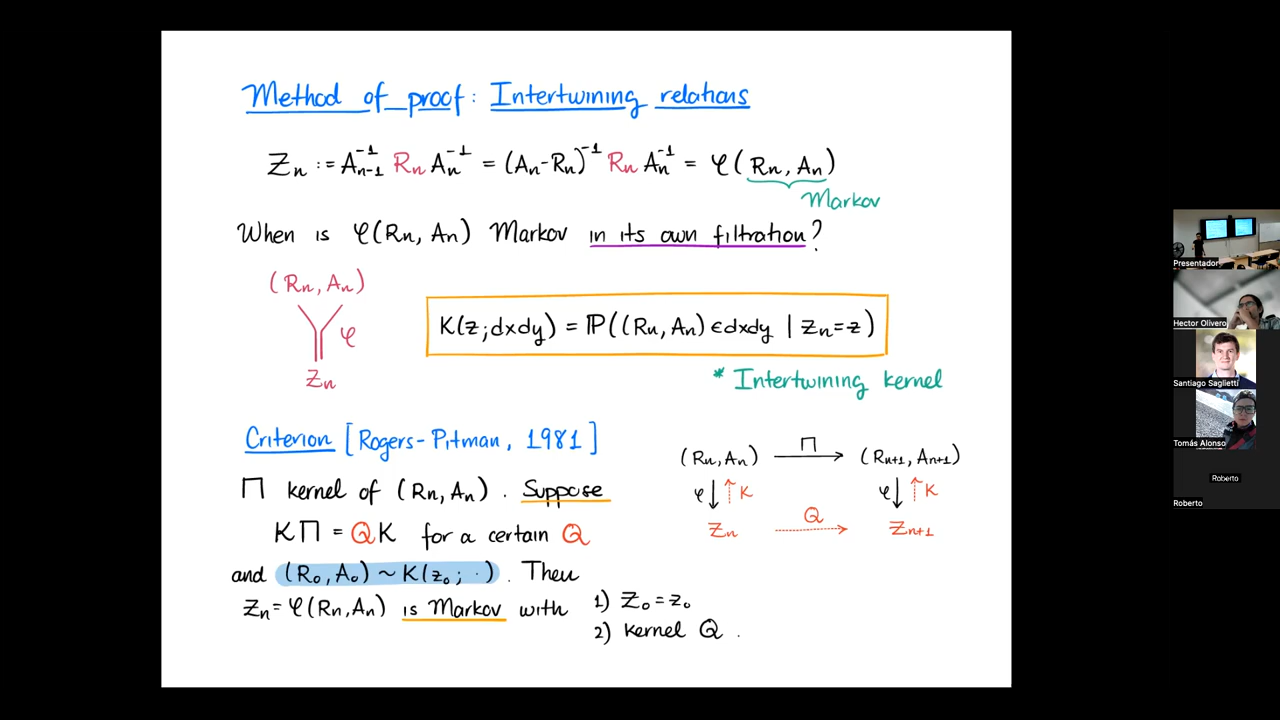 Method of proof: Intertwining relations
Zn := A⁻¹n-1 Rn An⁻¹ = (An-Rn)⁻¹ Rn An⁻¹ = φ(Rn, An)
Markov
When is φ(Rn, An) Markov in its own filtration?
(Rn, An)
φ
Zn
K(z; dxdy) = ℙ((Rn, An) ∈ dxdy | Zn=z)
* Intertwining kernel
Criterion [Rogers-Pitman, 1981]
Π kernel of (Rn, An). Suppose
KΠ = QK for a certain Q
and (R₀, A₀) ~ K(z₀; ·). Then
Zn = φ(Rn, An) is Markov with
1) Z₀ = z₀
2) kernel Q.
(Rn, An) Π (Rn+1, An+1)
φ K φ K
Zn Q Zn+1
Presentador
Hector Olivero
Santiago Saglietti
Tomás Alonso
Roberto
Roberto